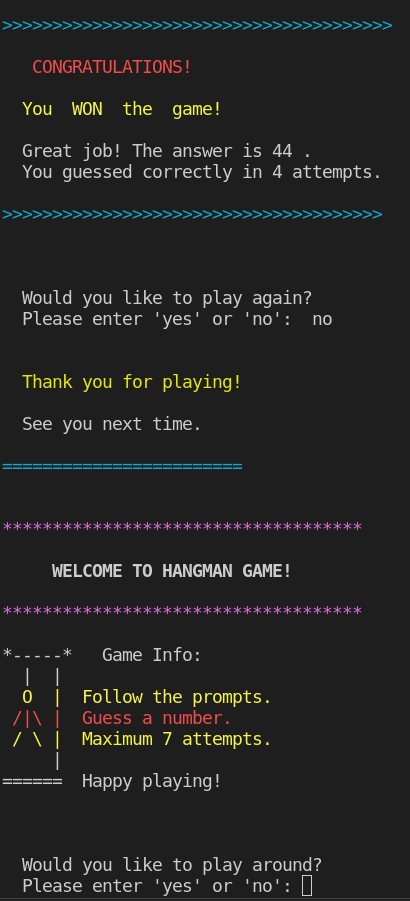 >>>>>>>>>>>>>>>>>>>>>>>>>>>>>>>>>>>>>>>
CONGRATULATIONS!
You  WON  the  game!
Great job! The answer is 44 .
You guessed correctly in 4 attempts.
>>>>>>>>>>>>>>>>>>>>>>>>>>>>>>>>>>>>>>
Would you like to play again?
Please enter 'yes' or 'no':  no
Thank you for playing!
See you next time.
========================
************************************
WELCOME TO HANGMAN GAME!
************************************
*-----*   Game Info:
  |  |
  O  |  Follow the prompts.
 /|\ |  Guess a number.
 / \ |  Maximum 7 attempts.
     |
======  Happy playing!
Would you like to play around?
Please enter 'yes' or 'no':